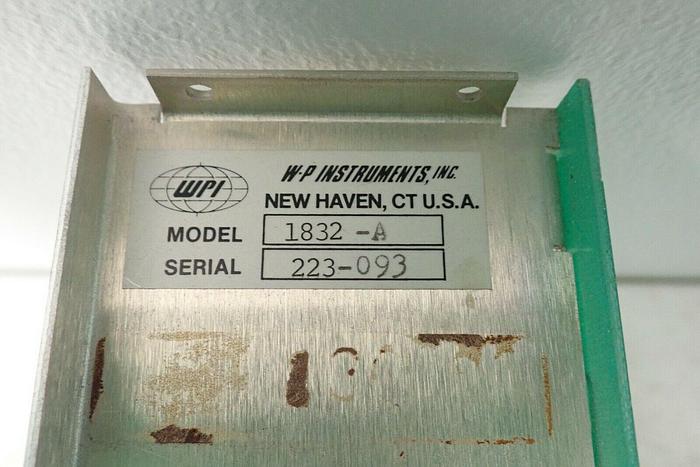 WPI
W-P INSTRUMENTS, INC.
NEW HAVEN, CT U.S.A.
MODEL 1832-A
SERIAL 223-093